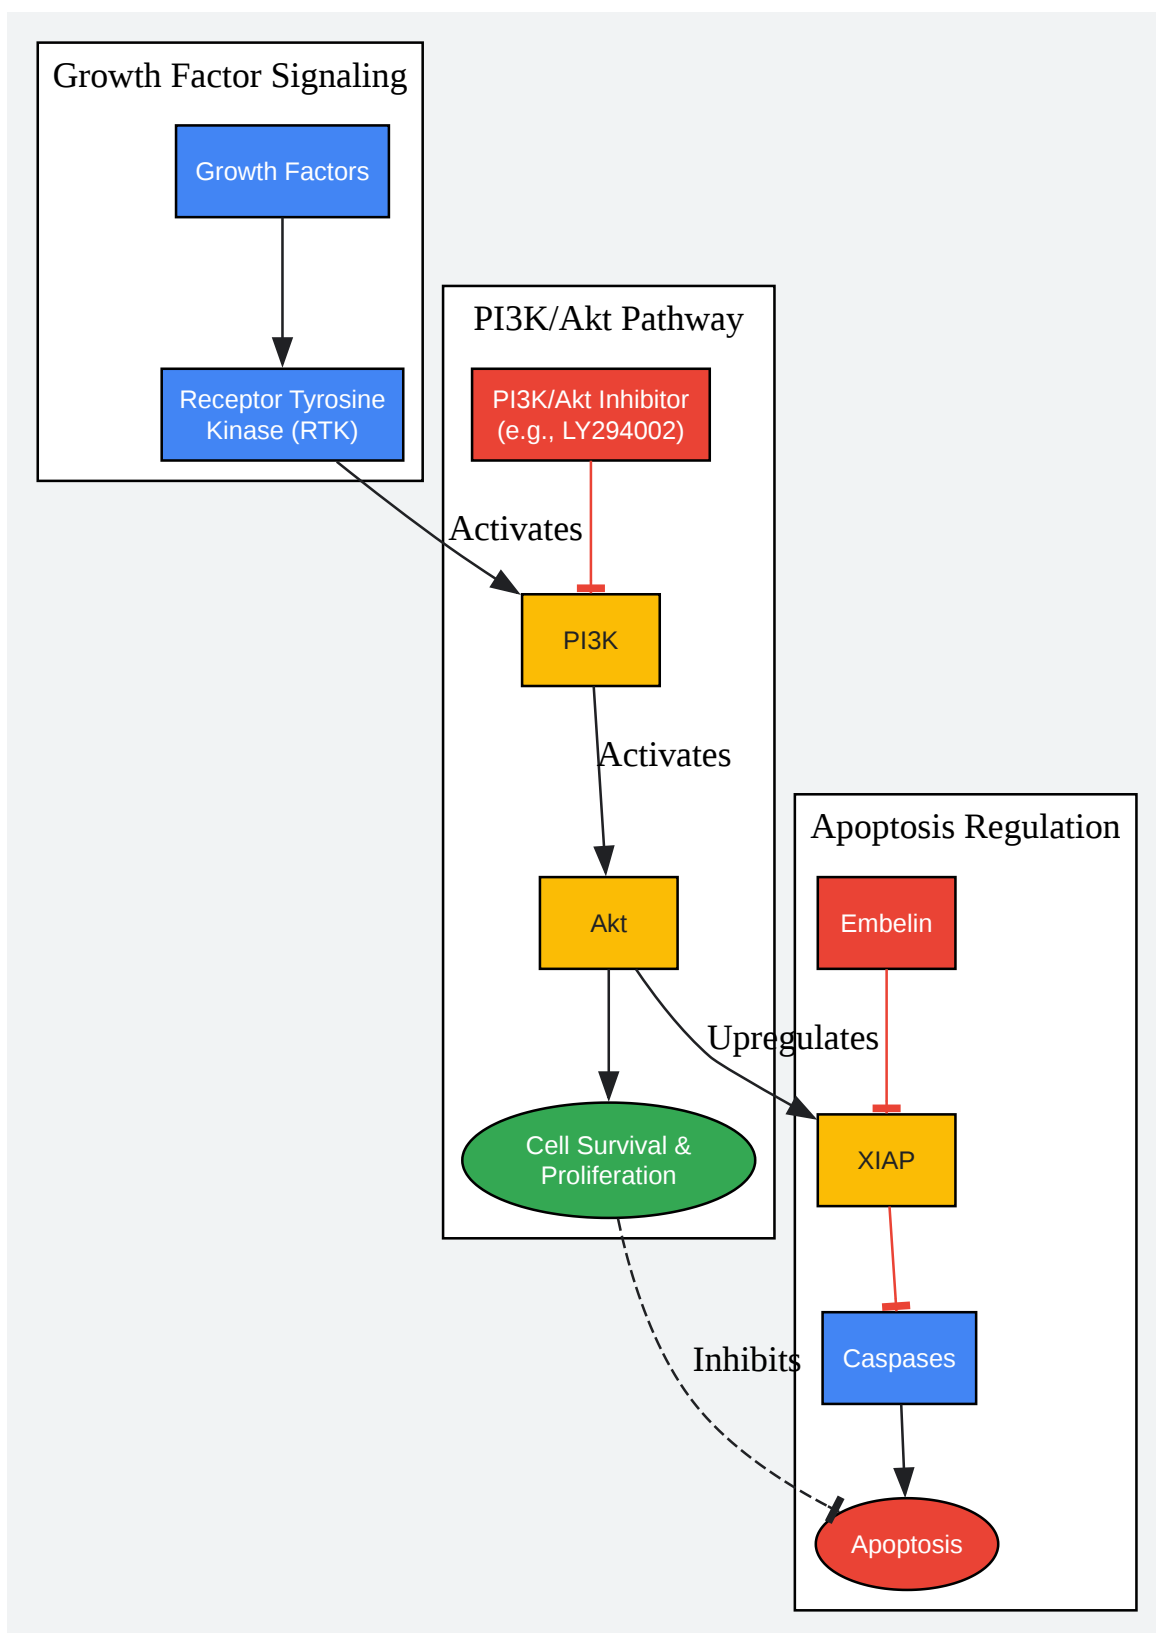 Growth Factor Signaling
Growth Factors
Receptor Tyrosine
Kinase (RTK)
PI3K/Akt Pathway
PI3K/Akt Inhibitor
(e.g., LY294002)
Activates
PI3K
Activates
Akt
Apoptosis Regulation
Embelin
Upregulates
Cell Survival &
Proliferation
XIAP
Inhibits
Caspases
Apoptosis